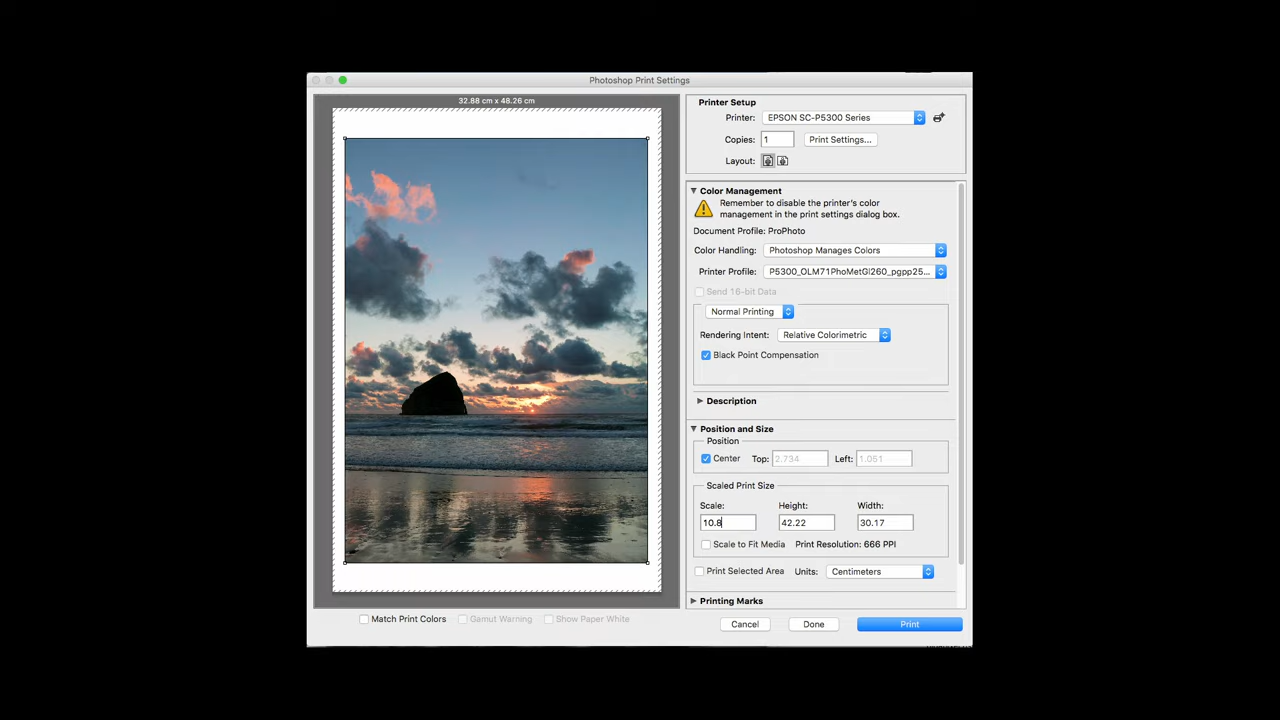 Photoshop Print Settings
32.88 cm x 48.26 cm
Printer Setup
Printer: EPSON SC-P5300 Series
Copies: 1 Print Settings...
Layout:
Color Management
Remember to disable the printer's color
management in the print settings dialog box.
Document Profile: ProPhoto
Color Handling: Photoshop Manages Colors
Printer Profile: P5300_OLM71PhoMetGl260_pgpp25...
Send 16-bit Data
Normal Printing
Rendering Intent: Relative Colorimetric
Black Point Compensation
Description
Position and Size
Position
Center Top: 2.734 Left: 1.051
Scaled Print Size
Scale: Height: Width:
10.8 42.22 30.17
Scale to Fit Media Print Resolution: 666 PPI
Print Selected Area Units: Centimeters
Printing Marks
Match Print Colors Gamut Warning Show Paper White
Cancel Done Print